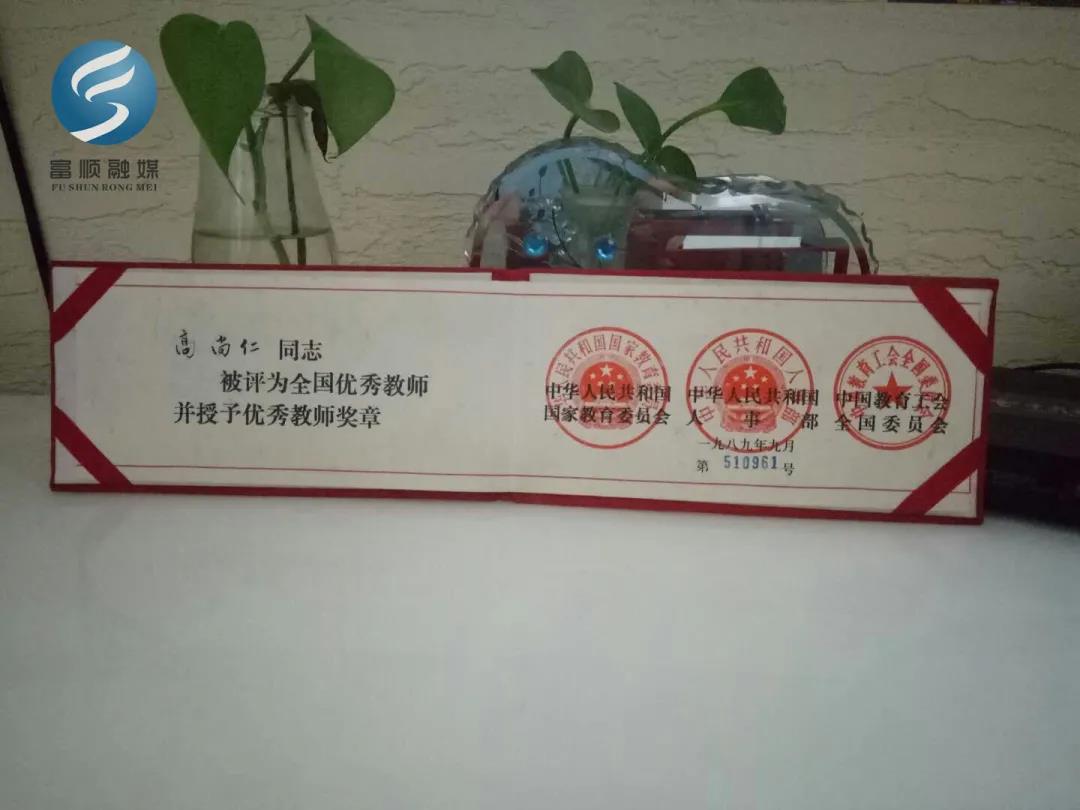 富顺融媒
FU SHUN RONG MEI
高尚仁 同志
被评为全国优秀教师
并授予优秀教师奖章
中华人民共和国
国家教育委员会
中华人民共和国
人事部
中国教育工会
全国委员会
一九八九年九月
第 510961 号